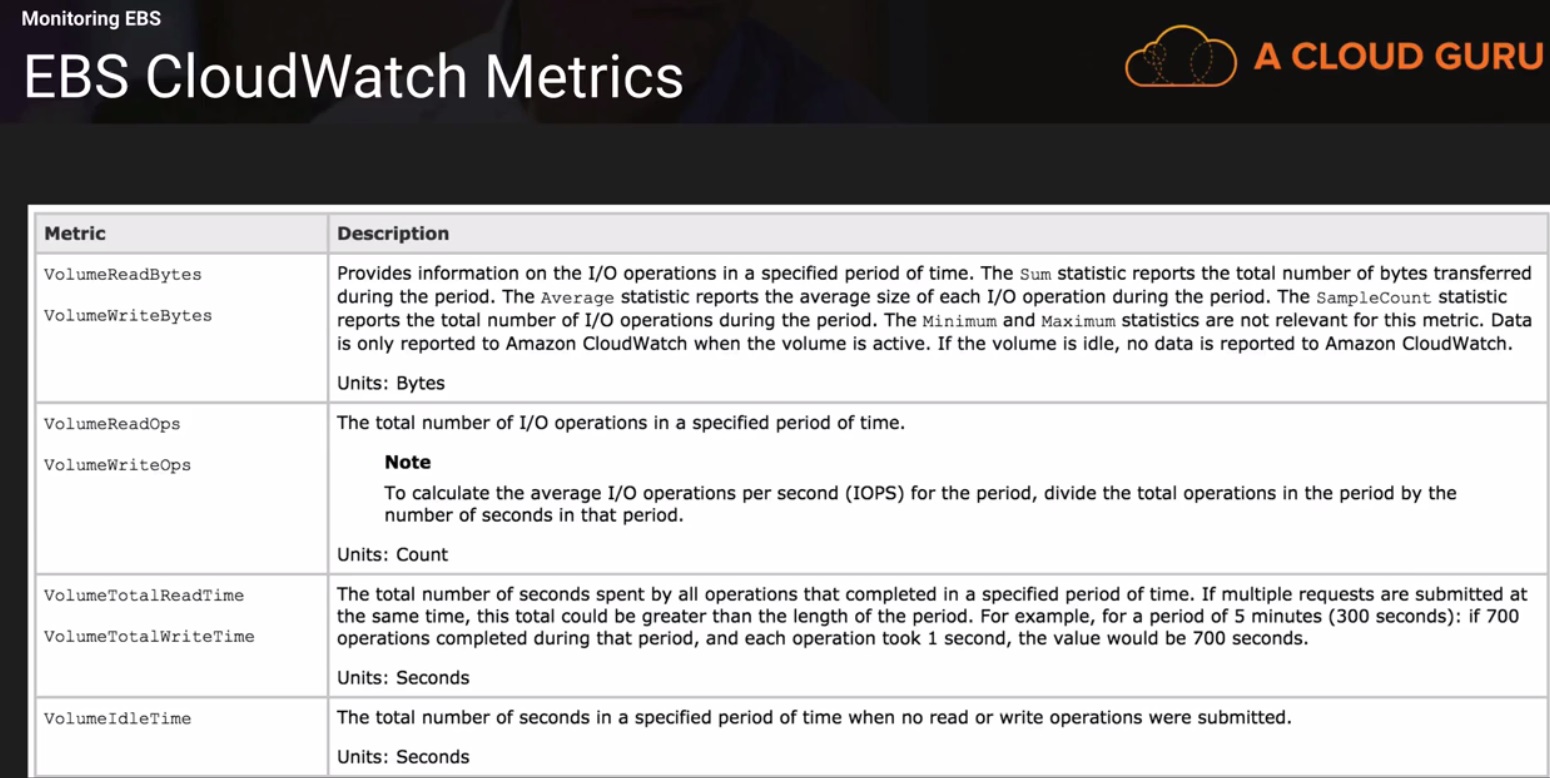 Monitoring EBS
EBS CloudWatch Metrics
A CLOUD GURU
Metric
Description
VolumeReadBytes
VolumeWriteBytes
Provides information on the I/O operations in a specified period of time. The Sum statistic reports the total number of bytes transferred
during the period. The Average statistic reports the average size of each I/O operation during the period. The SampleCount statistic
reports the total number of I/O operations during the period. The Minimum and Maximum statistics are not relevant for this metric. Data
is only reported to Amazon CloudWatch when the volume is active. If the volume is idle, no data is reported to Amazon CloudWatch.
Units: Bytes
VolumeReadOps
VolumeWriteOps
The total number of I/O operations in a specified period of time.
Note
To calculate the average I/O operations per second (IOPS) for the period, divide the total operations in the period by the
number of seconds in that period.
Units: Count
VolumeTotalReadTime
VolumeTotalWriteTime
The total number of seconds spent by all operations that completed in a specified period of time. If multiple requests are submitted at
the same time, this total could be greater than the length of the period. For example, for a period of 5 minutes (300 seconds): if 700
operations completed during that period, and each operation took 1 second, the value would be 700 seconds.
Units: Seconds
VolumeIdleTime
The total number of seconds in a specified period of time when no read or write operations were submitted.
Units: Seconds